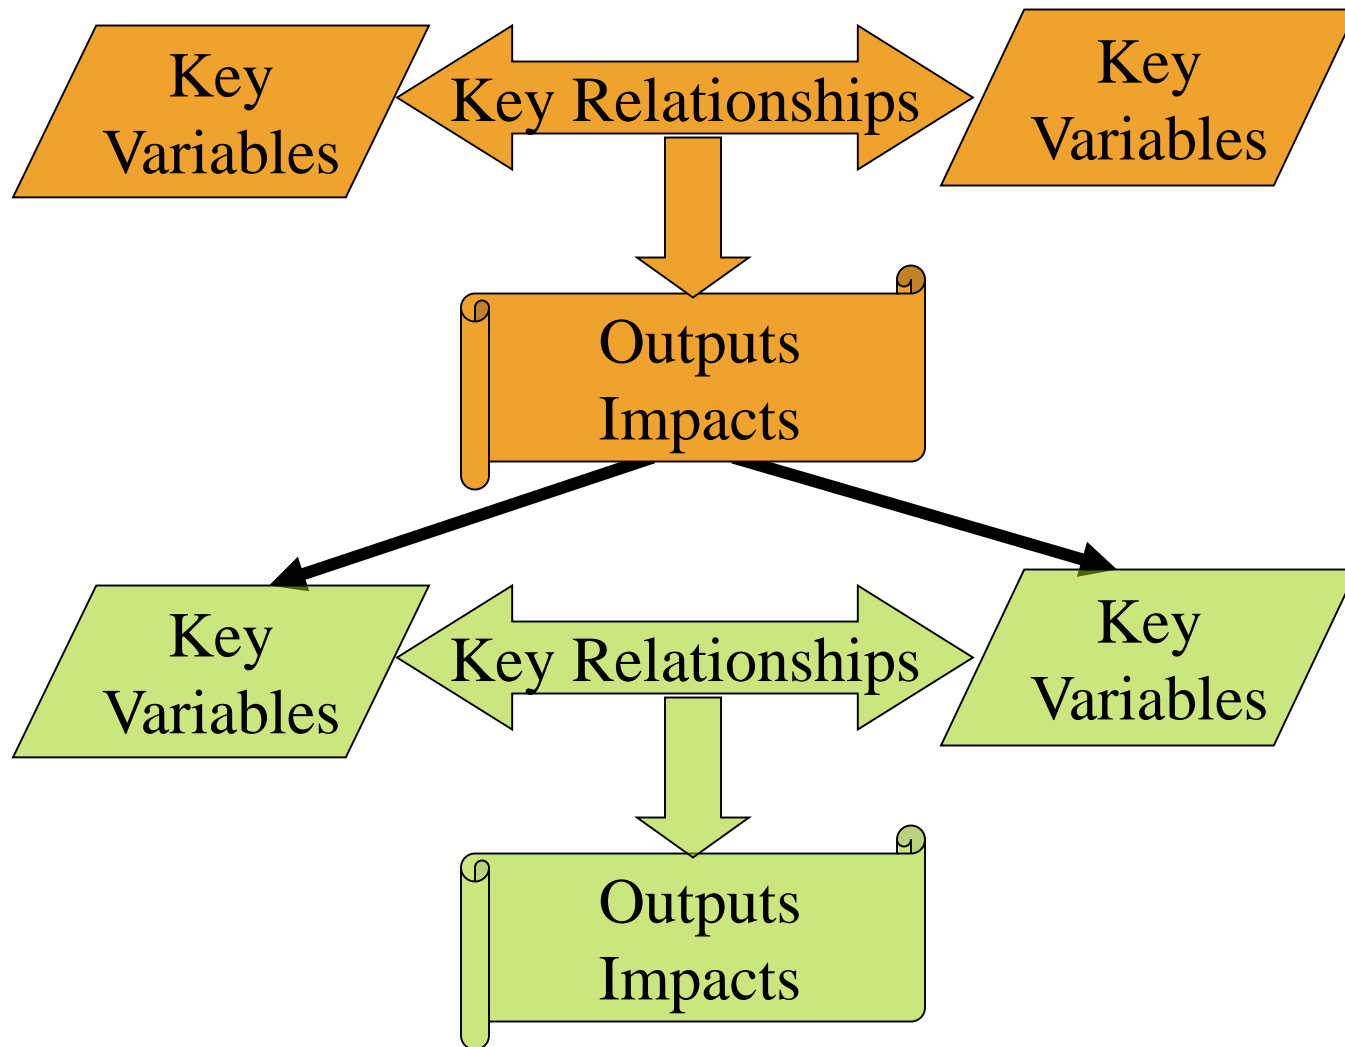 Key
Variables
Key Relationships
Key
Variables
Outputs
Impacts
Key
Variables
Key Relationships
Key
Variables
Outputs
Impacts